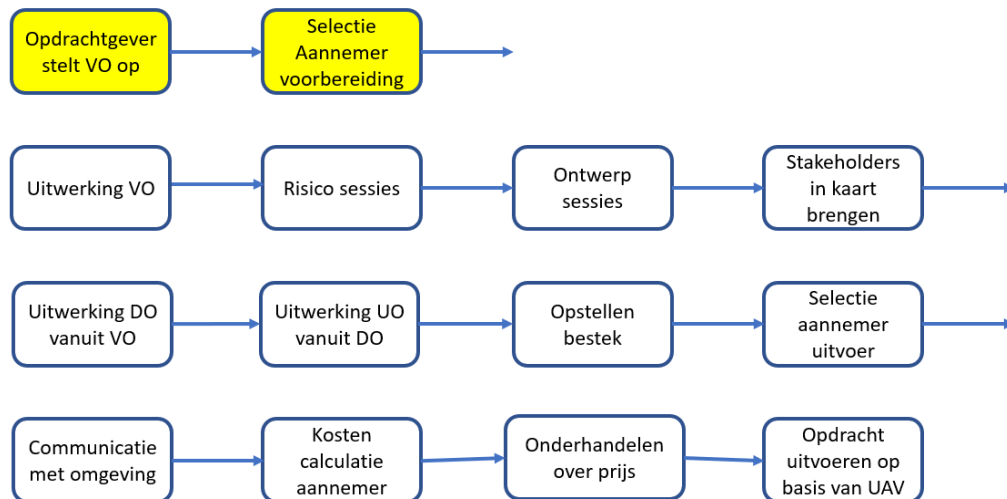 Opdrachtgever
stelt VO op
Selectie
Aannemer
voorbereiding
Uitwerking VO
Risico sessies
Ontwerp
sessies
Stakeholders
in kaart
brengen
Uitwerking DO
vanuit VO
Uitwerking UO
vanuit DO
Opstellen
bestek
Selectie
aannemer
uitvoer
Communicatie
met omgeving
Kosten
calculatie
aannemer
Onderhandelen
over prijs
Opdracht
uitvoeren op
basis van UAV